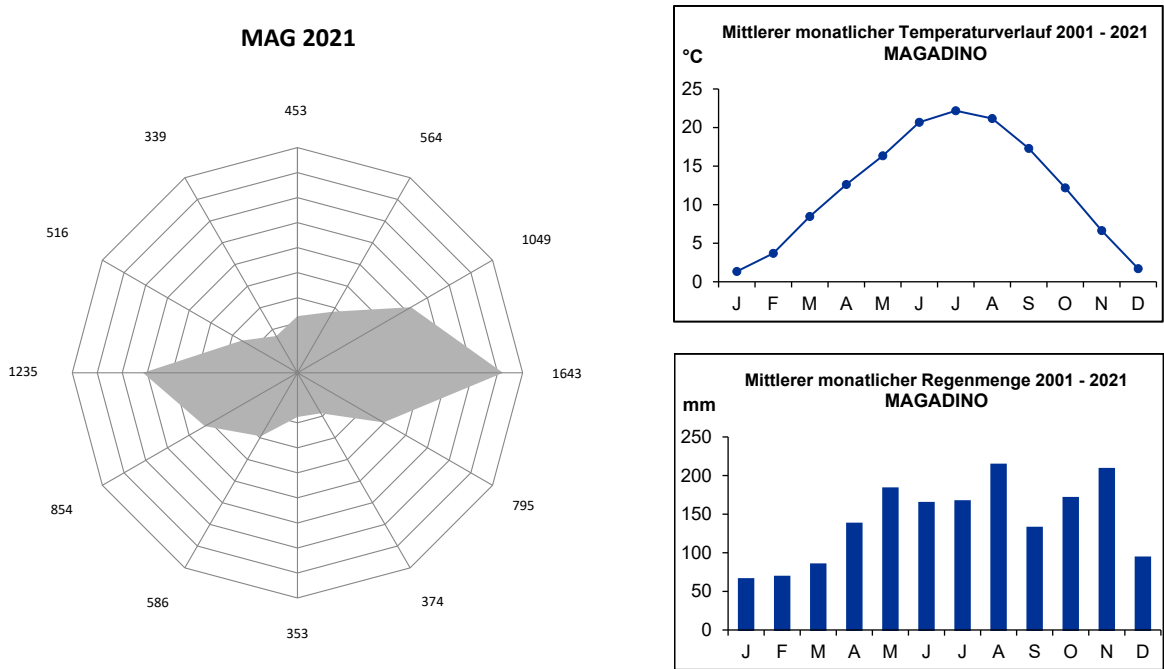 MAG 2021
453
564
1049
1643
795
374
353
586
854
1235
516
339
Mittlerer monatlicher Temperaturverlauf 2001 - 2021
MAGADINO
°C
25
20
15
10
5
0
J F M A M J J A S O N D
Mittlerer monatlicher Regenmenge 2001 - 2021
MAGADINO
mm
250
200
150
100
50
0
J F M A M J J A S O N D